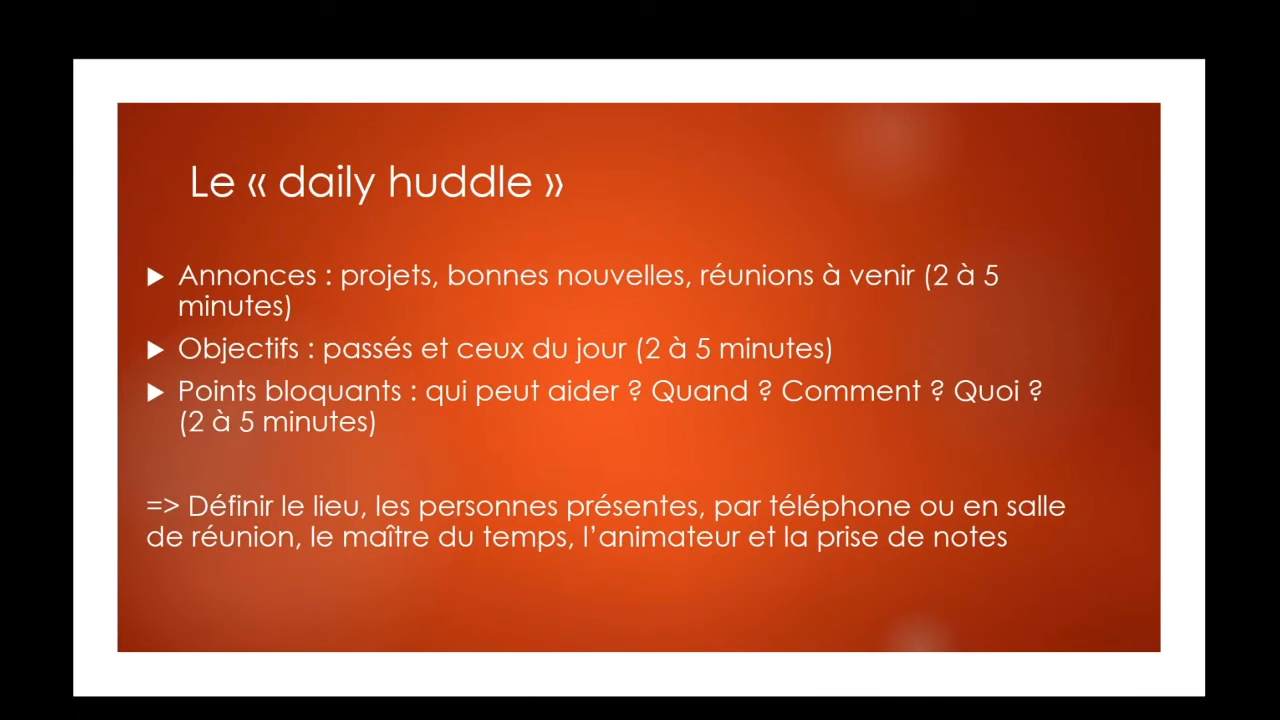 Le « daily huddle »
Annonces : projets, bonnes nouvelles, réunions à venir (2 à 5
minutes)
Objectifs : passés et ceux du jour (2 à 5 minutes)
Points bloquants : qui peut aider ? Quand ? Comment ? Quoi ?
(2 à 5 minutes)
=> Définir le lieu, les personnes présentes, par téléphone ou en salle
de réunion, le maître du temps, l’animateur et la prise de notes